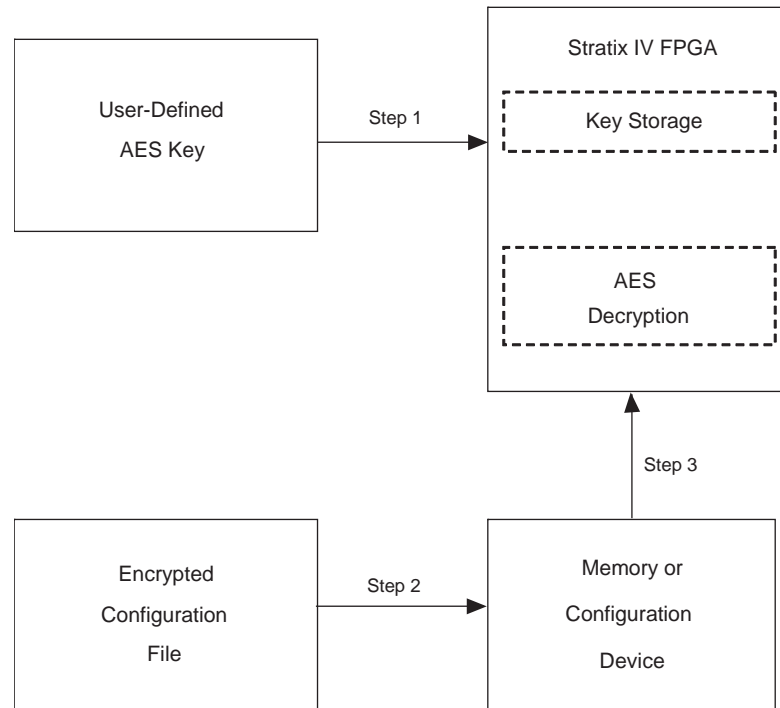 User-Defined
AES Key
Step 1
Stratix IV FPGA
Key Storage
AES
Decryption
Step 3
Encrypted
Configuration
File
Step 2
Memory or
Configuration
Device